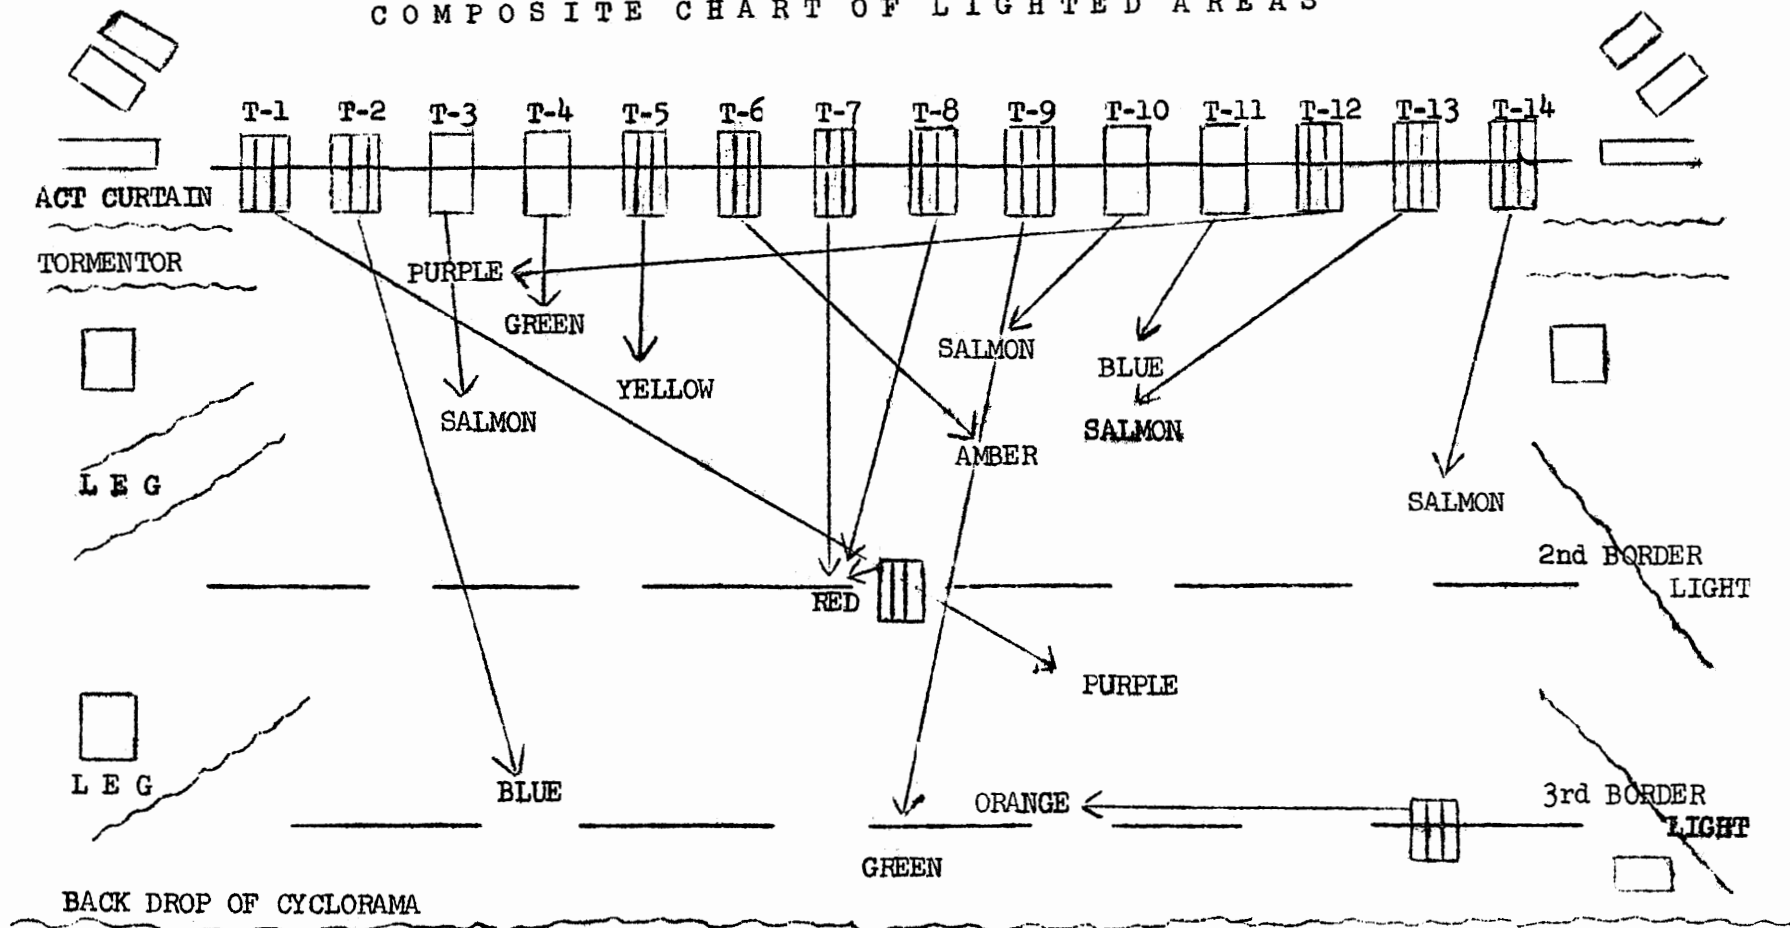 COMPOSITE CHART OF LIGHTED AREAS
T-1 T-2 T-3 T-4 T-5 T-6 T-7 T-8 T-9 T-10 T-11 T-12 T-13 T-14
ACT CURTAIN
TORMENTOR
PURPLE
GREEN
SALMON
BLUE
YELLOW
SALMON
SALMON
AMBER
LEG
SALMON
2nd BORDER
LIGHT
RED
PURPLE
LEG
BLUE
ORANGE
3rd BORDER
LIGHT
GREEN
BACK DROP OF CYCLORAMA